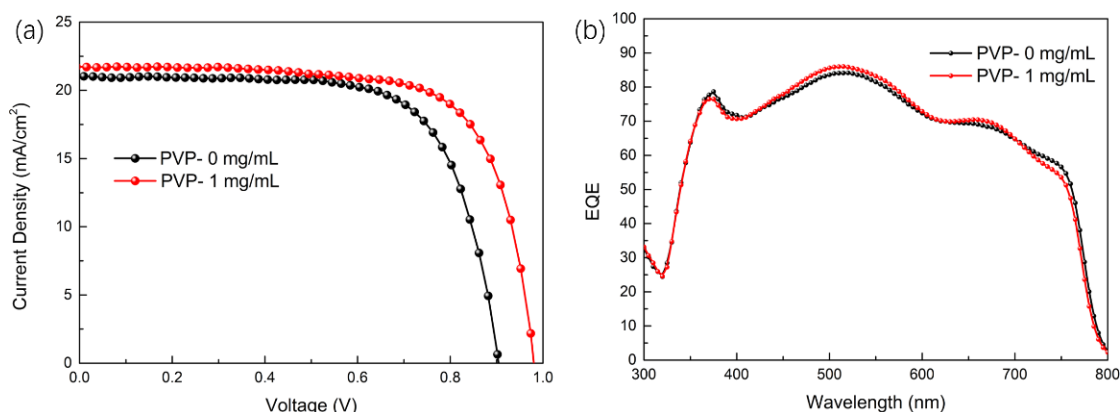 (a)
25
20
15
10
5
0
Current Density (mA/cm²)
PVP- 0 mg/mL
PVP- 1 mg/mL
0.0 0.2 0.4 0.6 0.8 1.0
Voltage (V)
(b)
100
90
80
70
60
50
40
30
20
10
0
EQE
PVP- 0 mg/mL
PVP- 1 mg/mL
300 400 500 600 700 800
Wavelength (nm)